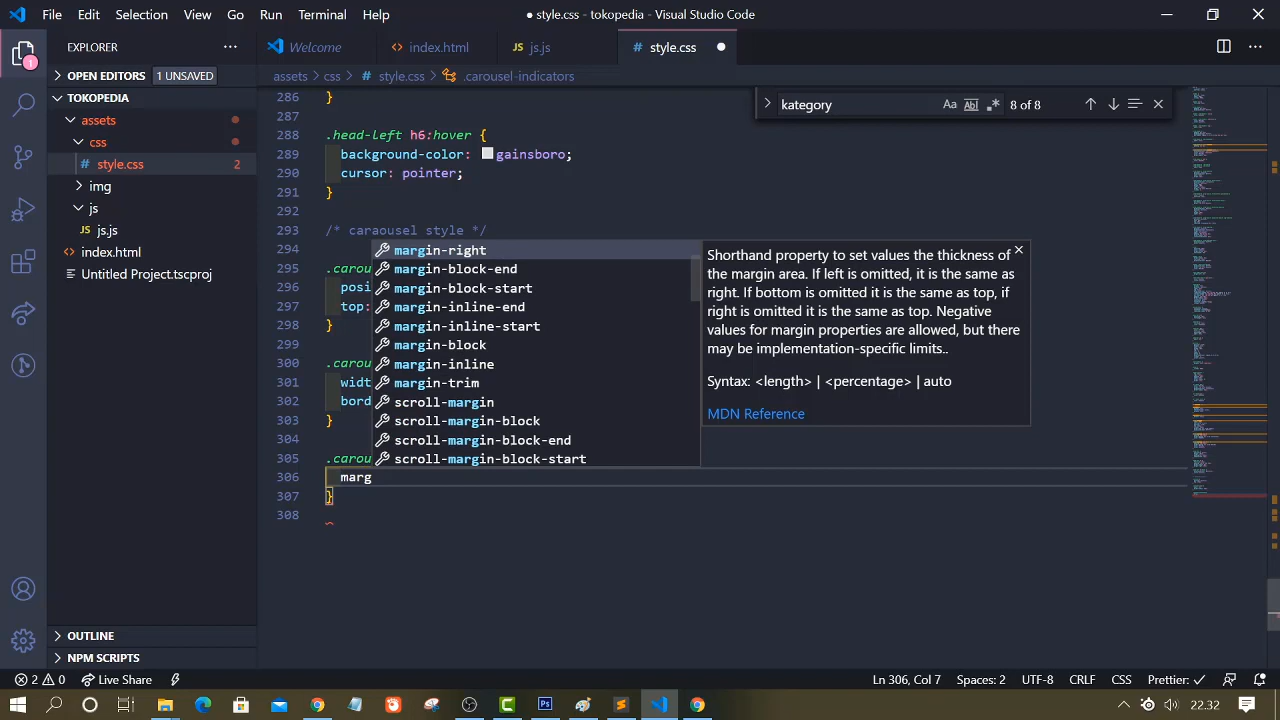 File Edit Selection View Go Run Terminal Help
style.css - tokopedia - Visual Studio Code
EXPLORER
OPEN EDITORS 1 UNSAVED
TOKOPEDIA
assets
css
style.css 2
img
js
js.js
index.html
Untitled Project.tscproj
OUTLINE
NPM SCRIPTS
1
Welcome index.html js.js style.css
assets > css > style.css > .carousel-indicators
kategory 8 of 8
286 }
287
288 .head-left h6:hover {
289 background-color: gainsboro;
290 cursor: pointer;
291 }
292
293 /* caraousel style */
294
295 .carou
296 posi
297 top:
298 }
299
300 .carou
301 widt
302 bord
303 }
304
305 .carou
306 marg
307 }
308
margin-right
margin-block-end
margin-block-start
margin-inline-end
margin-inline-start
margin-block
margin-inline
margin-trim
scroll-margin
scroll-margin-block
scroll-margin-block-end
scroll-margin-block-start
Shorthand property to set values the thickness of
the margin area. If left is omitted, it is the same as
right. If bottom is omitted it is the same as top, if
right is omitted it is the same as top. Negative
values for margin properties are allowed, but there
may be implementation-specific limits..
Syntax: <length> | <percentage> | auto
MDN Reference
2 0 Live Share
Ln 306, Col 7 Spaces: 2 UTF-8 CRLF CSS Prettier:
22.32